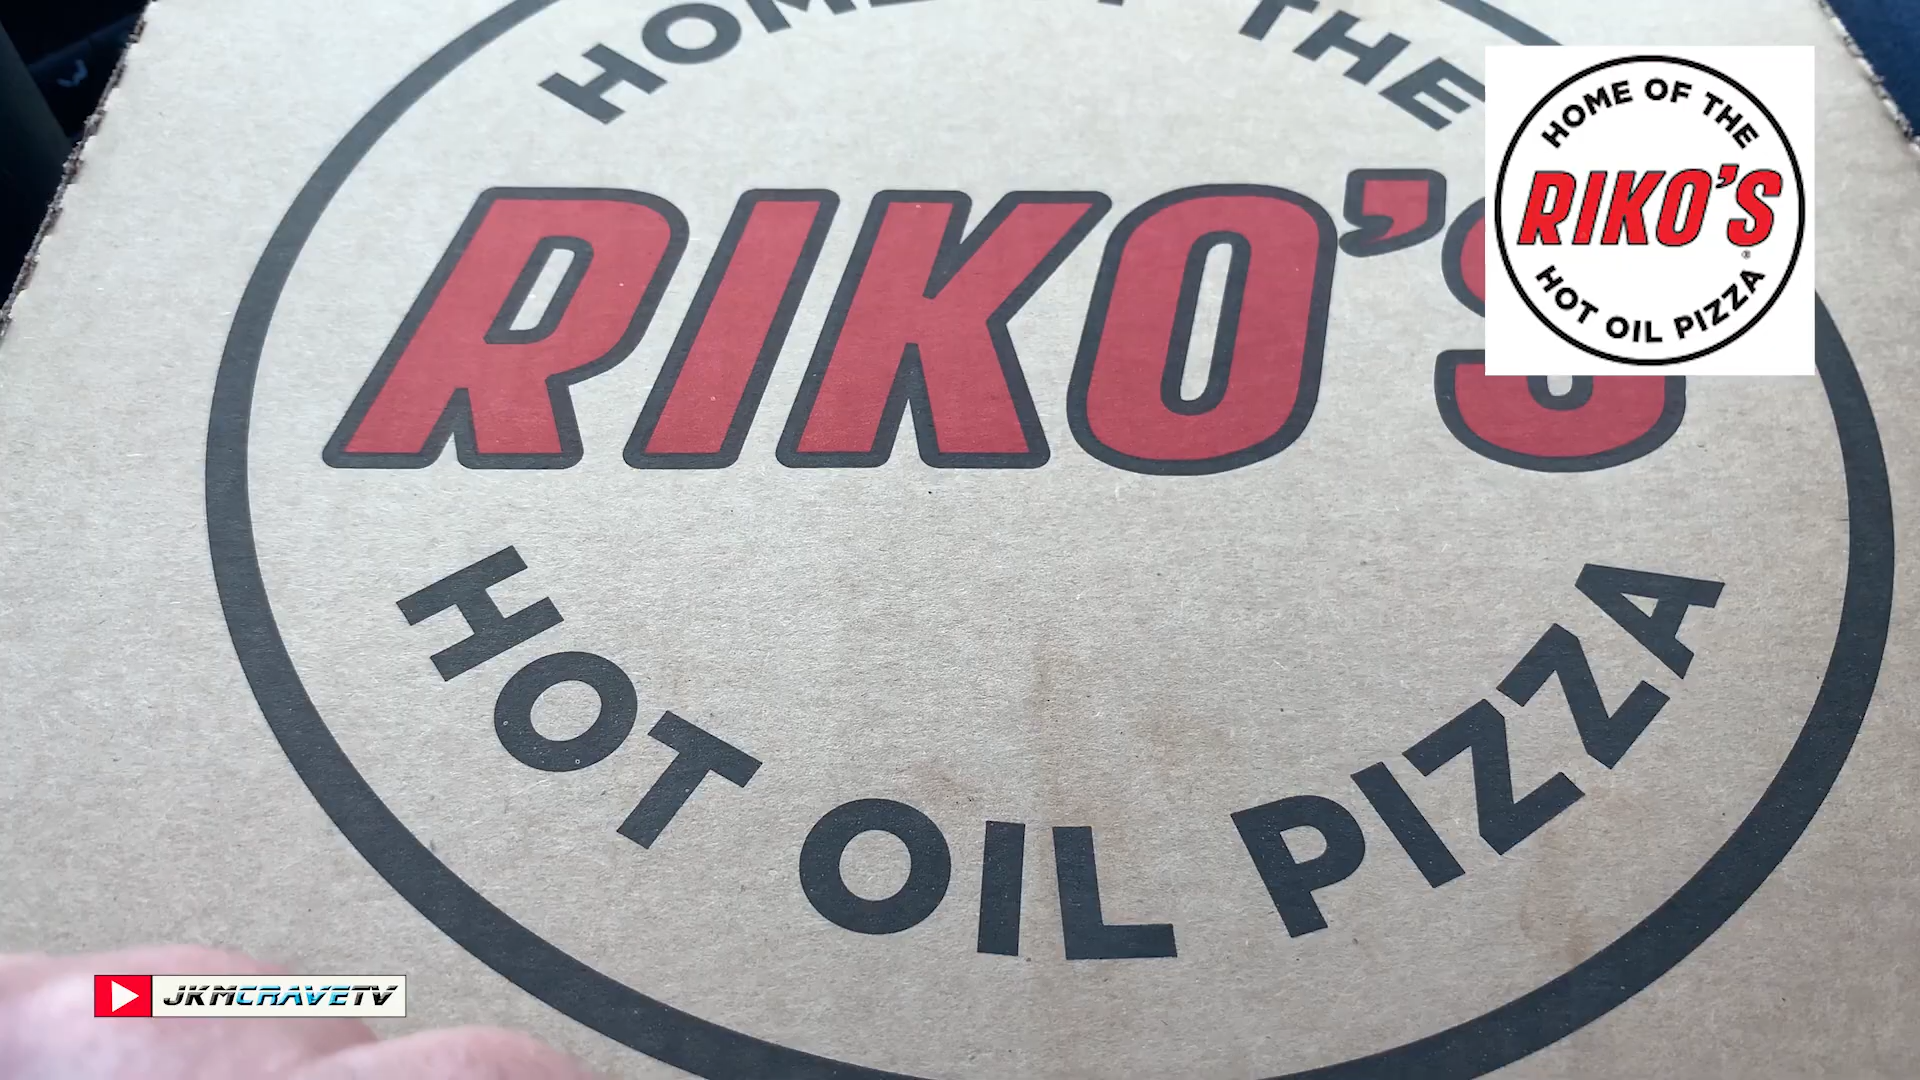 HOME OF THE
RIKO'S
HOT OIL PIZZA
HOME OF THE
RIKO'S®
HOT OIL PIZZA
JKMCRAVETV